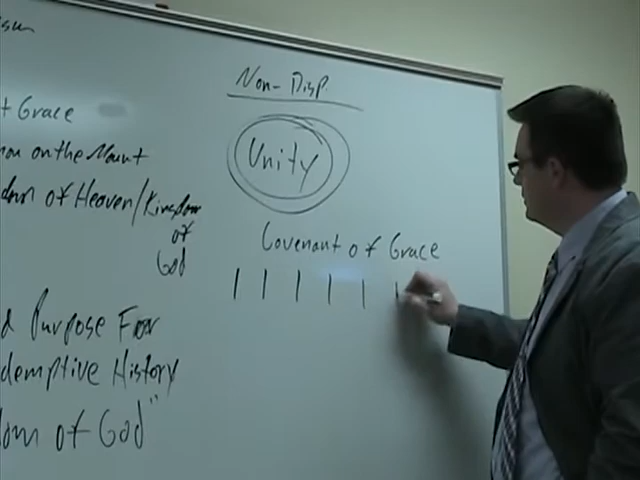 Non-Disp.
Unity
Covenant of Grace
t Grace
on on the Mount
dom of Heaven/Kingdom
of
God
d Purpose For
demptive History
dom of God"